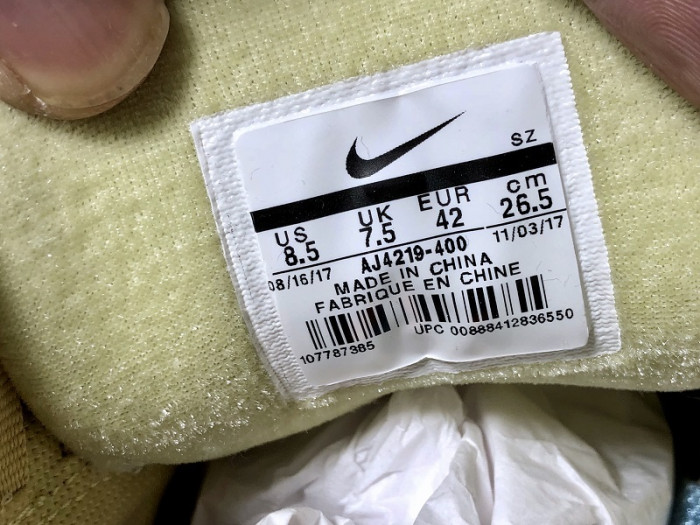 SZ
US UK EUR cm
8.5 7.5 42 26.5
08/16/17 11/03/17
AJ4219-400
MADE IN CHINA
FABRIQUE EN CHINE
107787385 UPC 00888412836550